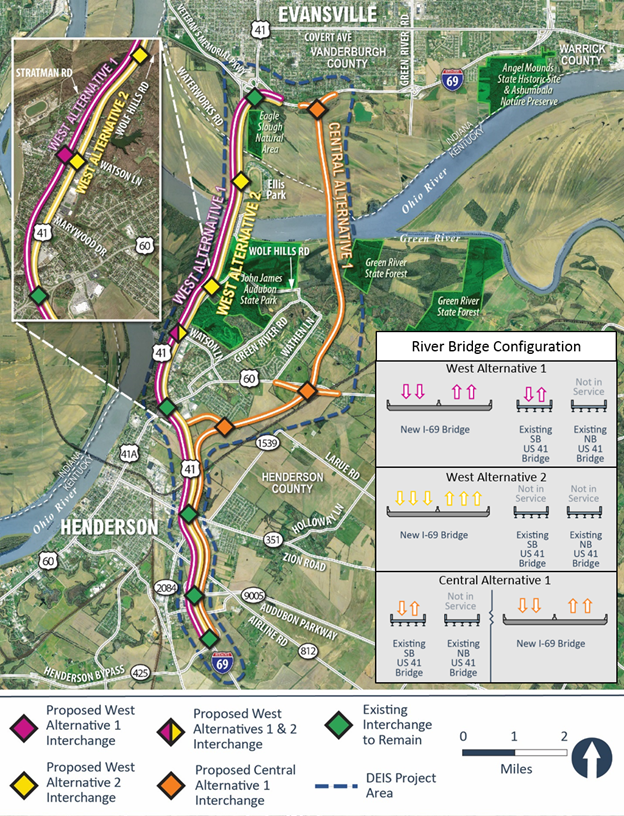 EVANSVILLE
41
COVERT AVE
VANDERBURGH
COUNTY
GREEN RIVER RD
69
WARRICK
COUNTY
VETERAN'S MEMORIAL PKWY
WATERWORKS RD
Angel Mounds
State Historic Site
& Ashumbala
Nature Preserve
INDIANA
KENTUCKY
Eagle
Slough
Natural
Area
CENTRAL ALTERNATIVE 1
Ellis
Park
Ohio River
Green River
WEST ALTERNATIVE 1
WEST ALTERNATIVE 2
WOLF HILLS RD
John James
Audubon
State Park
Green River
State Forest
Green River
State Forest
STRATMAN RD
WEST ALTERNATIVE 1
WEST ALTERNATIVE 2
WOLF HILLS RD
WATSON LN
41
MARYWOOD DR
60
WATSON LN
GREEN RIVER RD
WATHEN LN
41
60
41A
1539
LARUE RD
41
HENDERSON
COUNTY
INDIANA
KENTUCKY
Ohio River
HENDERSON
HOLLOWAY LN
351
ZION ROAD
60
2084
9005
AUDUBON PARKWAY
AIRLINE RD
812
HENDERSON BYPASS
425
69
River Bridge Configuration
West Alternative 1
Not in
Service
New I-69 Bridge
Existing
SB
US 41
Bridge
Existing
NB
US 41
Bridge
West Alternative 2
Not in
Service
Not in
Service
New I-69 Bridge
Existing
SB
US 41
Bridge
Existing
NB
US 41
Bridge
Central Alternative 1
Not in
Service
Existing
SB
US 41
Bridge
Existing
NB
US 41
Bridge
New I-69 Bridge
Proposed West
Alternative 1
Interchange
Proposed West
Alternatives 1 & 2
Interchange
Existing
Interchange
to Remain
Proposed West
Alternative 2
Interchange
Proposed Central
Alternative 1
Interchange
DEIS Project
Area
0 1 2
Miles